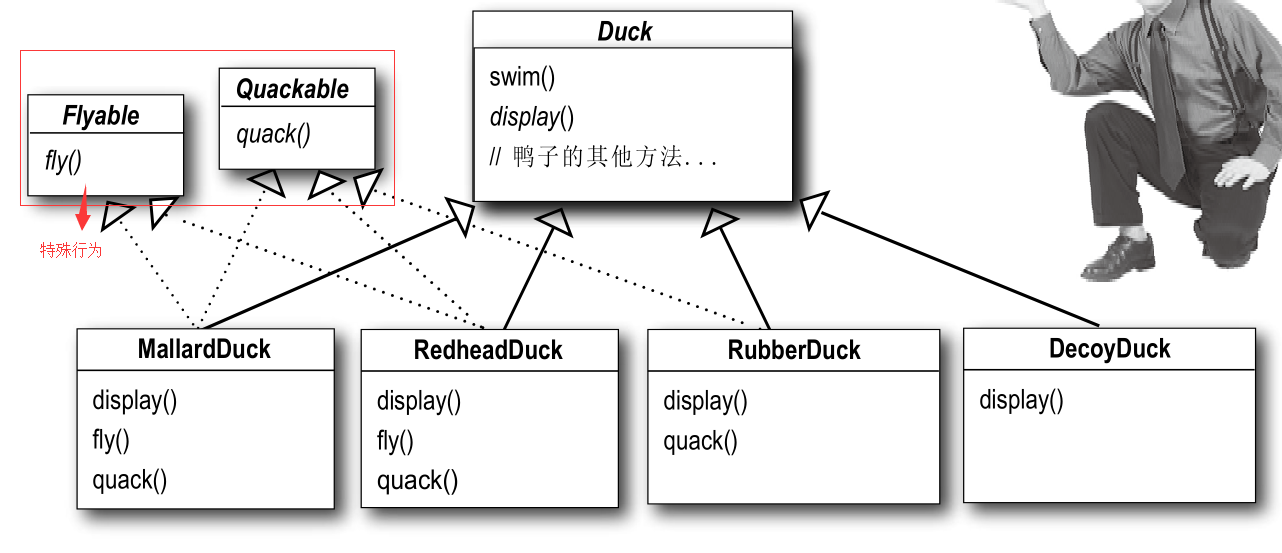 Duck
swim()
display()
// 鸭子的其他方法...
Quackable
quack()
Flyable
fly()
特殊行为
MallardDuck
display()
fly()
quack()
RedheadDuck
display()
fly()
quack()
RubberDuck
display()
quack()
DecoyDuck
display()